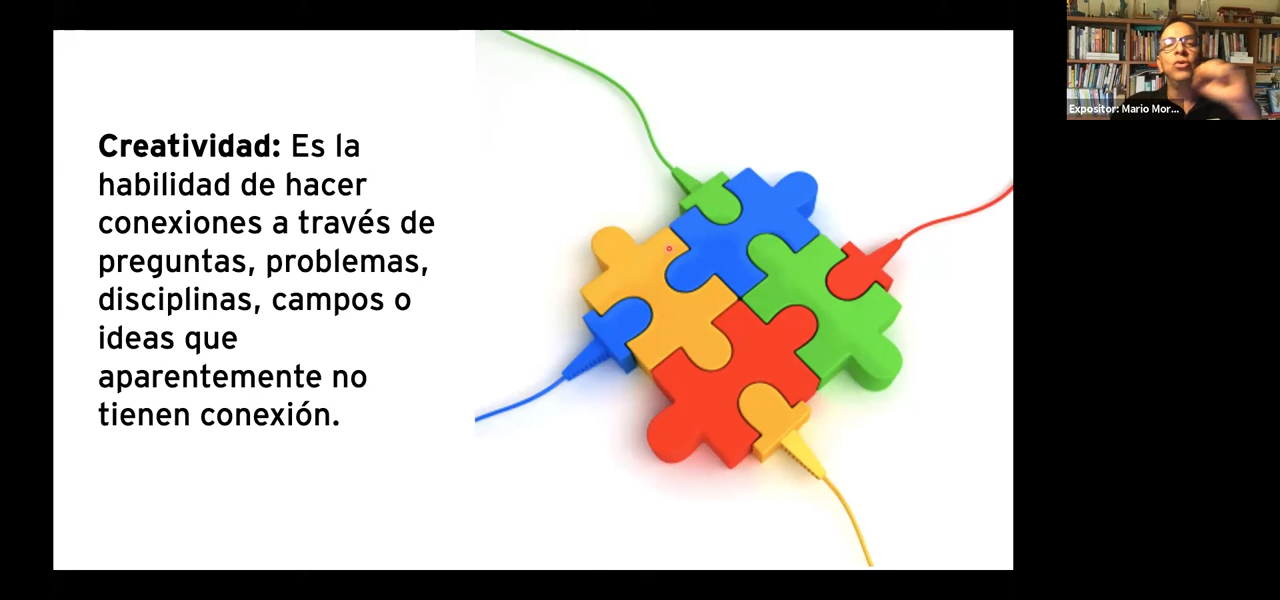 Creatividad: Es la
habilidad de hacer
conexiones a través de
preguntas, problemas,
disciplinas, campos o
ideas que
aparentemente no
tienen conexión.
Expositor: Mario Mor...